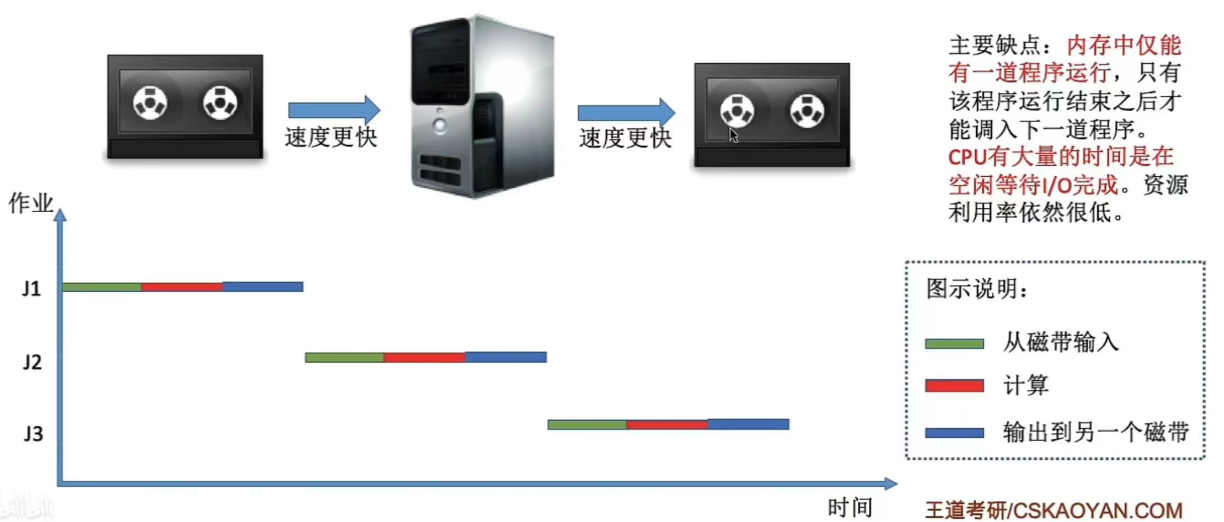 速度更快
速度更快
主要缺点：内存中仅能
有一道程序运行，只有
该程序运行结束之后才
能调入下一道程序。
CPU有大量的时间是在
空闲等待I/O完成。资源
利用率依然很低。
作业
J1
J2
J3
时间
图示说明：
从磁带输入
计算
输出到另一个磁带
王道考研/CSKAOYAN.COM